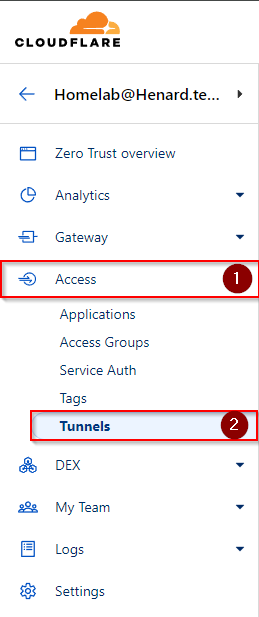 CLOUDFLARE
Homelab@Henard.te...
Zero Trust overview
Analytics
Gateway
Access 1
Applications
Access Groups
Service Auth
Tags
Tunnels 2
DEX
My Team
Logs
Settings